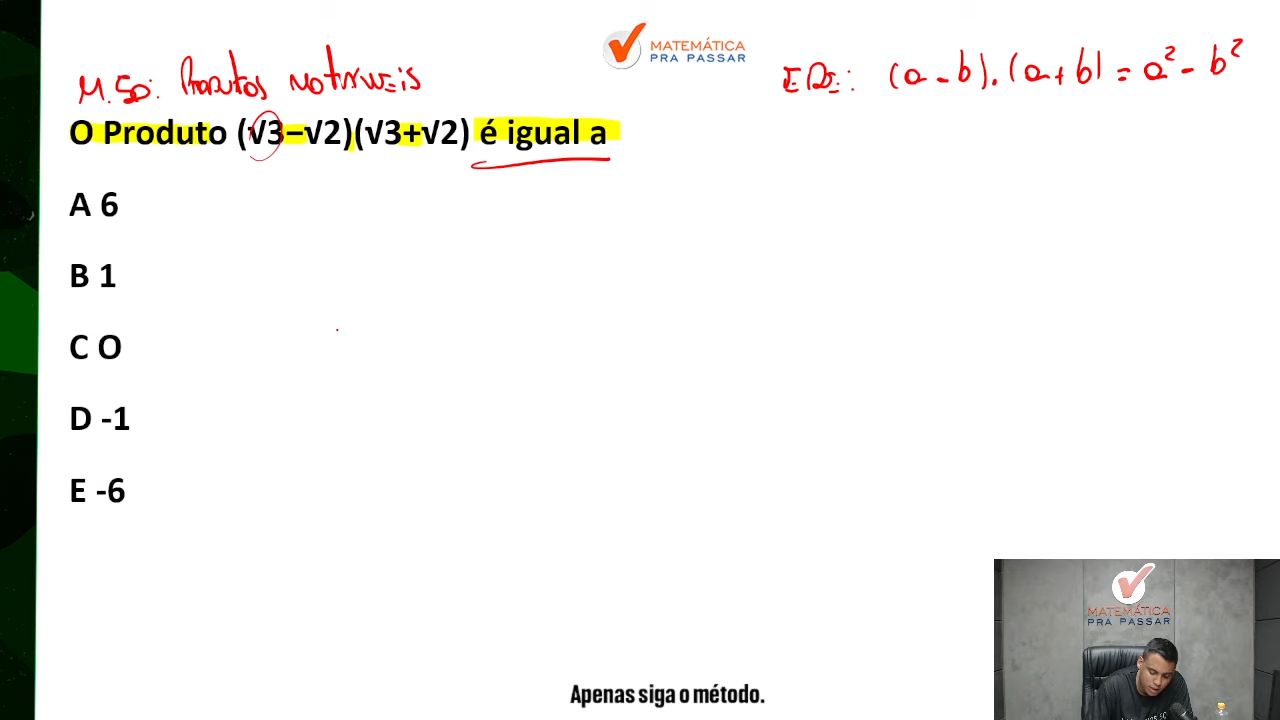 MATEMÁTICA
PRA PASSAR
M.50: Produtos notáveis
(a - b).(a + b) = a² - b²
O Produto (√3−√2)(√3+√2) é igual a
A 6
B 1
C O
D -1
E -6
MATEMÁTICA
PRA PASSAR
Apenas siga o método.